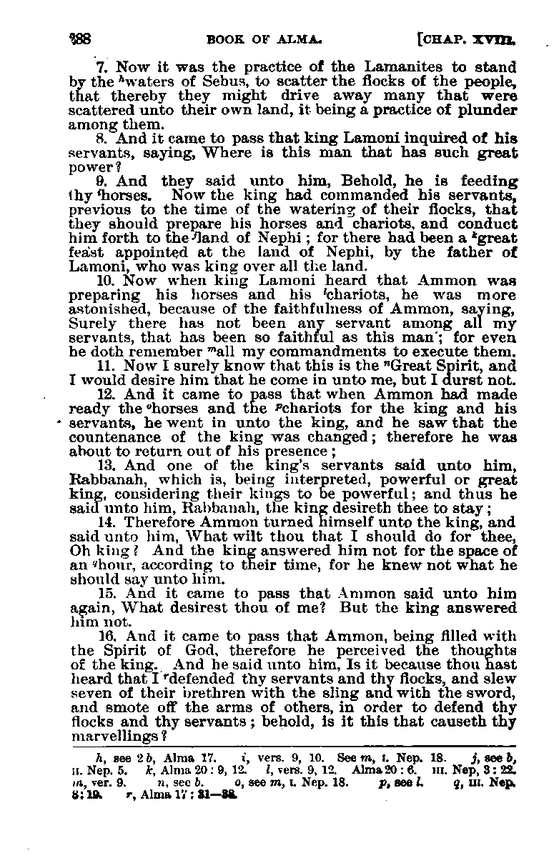 288 BOOK OF ALMA. [CHAP. XVIII.
7. Now it was the practice of the Lamanites to stand
by the ʰwaters of Sebus, to scatter the flocks of the people,
that thereby they might drive away many that were
scattered unto their own land, it being a practice of plunder
among them.
8. And it came to pass that king Lamoni inquired of his
servants, saying, Where is this man that has such great
power?
9. And they said unto him, Behold, he is feeding
thy ⁱhorses. Now the king had commanded his servants,
previous to the time of the watering of their flocks, that
they should prepare his horses and chariots, and conduct
him forth to the ʲland of Nephi; for there had been a ᵏgreat
feast appointed at the land of Nephi, by the father of
Lamoni, who was king over all the land.
10. Now when king Lamoni heard that Ammon was
preparing his horses and his ˡchariots, he was more
astonished, because of the faithfulness of Ammon, saying,
Surely there has not been any servant among all my
servants, that has been so faithful as this man; for even
he doth remember ᵐall my commandments to execute them.
11. Now I surely know that this is the ⁿGreat Spirit, and
I would desire him that he come in unto me, but I durst not.
12. And it came to pass that when Ammon had made
ready the ᵒhorses and the ᵖchariots for the king and his
servants, he went in unto the king, and he saw that the
countenance of the king was changed; therefore he was
about to return out of his presence;
13. And one of the king's servants said unto him,
Rabbanah, which is, being interpreted, powerful or great
king, considering their kings to be powerful; and thus he
said unto him, Rabbanah, the king desireth thee to stay;
14. Therefore Ammon turned himself unto the king, and
said unto him, What wilt thou that I should do for thee,
Oh king? And the king answered him not for the space of
an qhour, according to their time, for he knew not what he
should say unto him.
15. And it came to pass that Ammon said unto him
again, What desirest thou of me? But the king answered
him not.
16. And it came to pass that Ammon, being filled with
the Spirit of God, therefore he perceived the thoughts
of the king. And he said unto him, Is it because thou hast
heard that I ʳdefended thy servants and thy flocks, and slew
seven of their brethren with the sling and with the sword,
and smote off the arms of others, in order to defend thy
flocks and thy servants; behold, is it this that causeth thy
marvellings?
h, see 2 b, Alma 17. i, vers. 9, 10. See m, I. Nep. 18. j, see b,
II. Nep. 5. k, Alma 20: 9, 12. l, vers. 9, 12. Alma 20: 6. III. Nep, 3: 22.
m, ver. 9. n, see b. o, see m, I. Nep. 18. p, see l. q, III. Nep.
8: 19. r, Alma 17: 31—38.